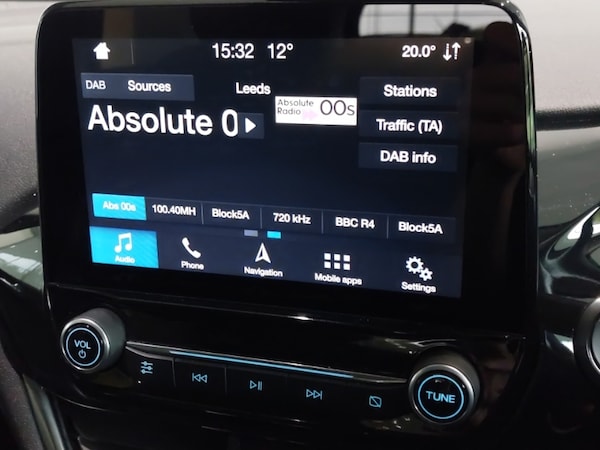 15:32 12° 20.0°
DAB Sources Leeds Stations
Absolute 0
Absolute Radio 00s
Traffic (TA)
DAB info
Abs 00s 100.40MH Block5A 720 kHz BBC R4 Block5A
Audio Phone Navigation Mobile apps Settings
VOL
TUNE